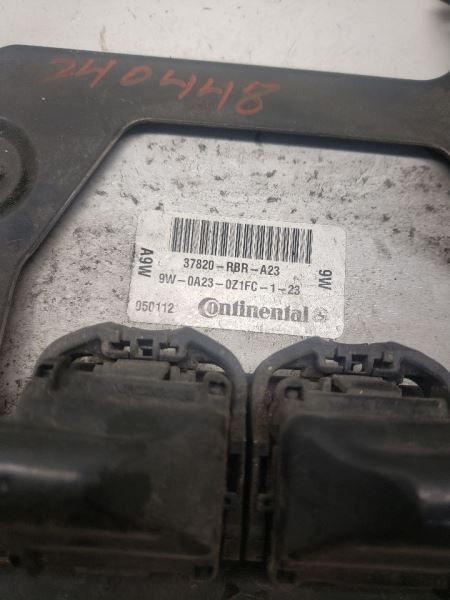 240448
37820-RBR-A23
9W-0A23-0Z1FC-1-23
A9W
9W
050112
Continental